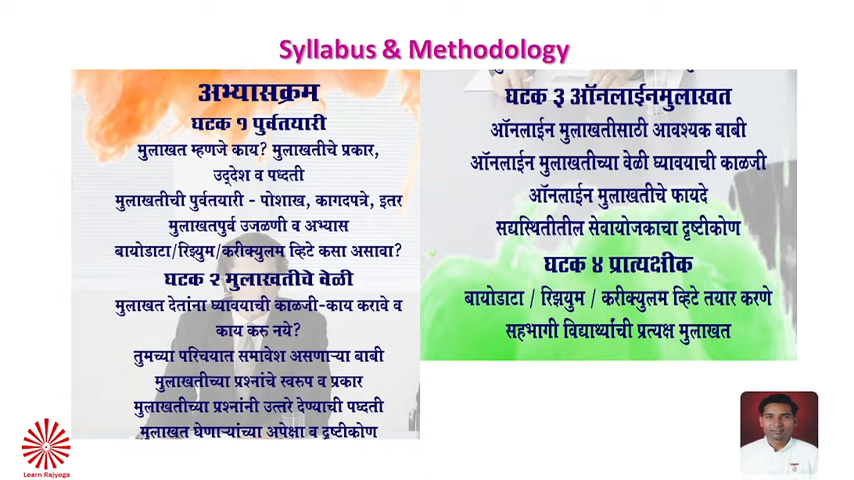 Syllabus & Methodology
अभ्यासक्रम
घटक १ पुर्वतयारी
मुलाखत म्हणजे काय? मुलाखतीचे प्रकार,
उद्देश व पध्दती
मुलाखतीची पुर्वतयारी - पोशाख, कागदपत्रे, इतर
मुलाखतपुर्व उजळणी व अभ्यास
बायोडाटा/रिझ्युम/करीक्युलम व्हिटे कसा असावा?
घटक २ मुलाखतीचे वेळी
मुलाखत देतांना घ्यावयाची काळजी-काय करावे व
काय करु नये?
तुमच्या परिचयात समावेश असणाऱ्या बाबी
मुलाखतीच्या प्रश्नांचे स्वरुप व प्रकार
मुलाखतीच्या प्रश्नांनी उत्तरे देण्याची पध्दती
मुलाखत घेणाऱ्यांच्या अपेक्षा व दृष्टीकोण
घटक ३ ऑनलाईनमुलाखत
ऑनलाईन मुलाखतीसाठी आवश्यक बाबी
ऑनलाईन मुलाखतीच्या वेळी घ्यावयाची काळजी
ऑनलाईन मुलाखतीचे फायदे
सद्यस्थितीतील सेवायोजकाचा दृष्टीकोण
घटक ४ प्रात्यक्षीक
बायोडाटा / रिझयुम / करीक्युलम व्हिटे तयार करणे
सहभागी विद्यार्थ्यांची प्रत्यक्ष मुलाखत
Learn Rajyoga